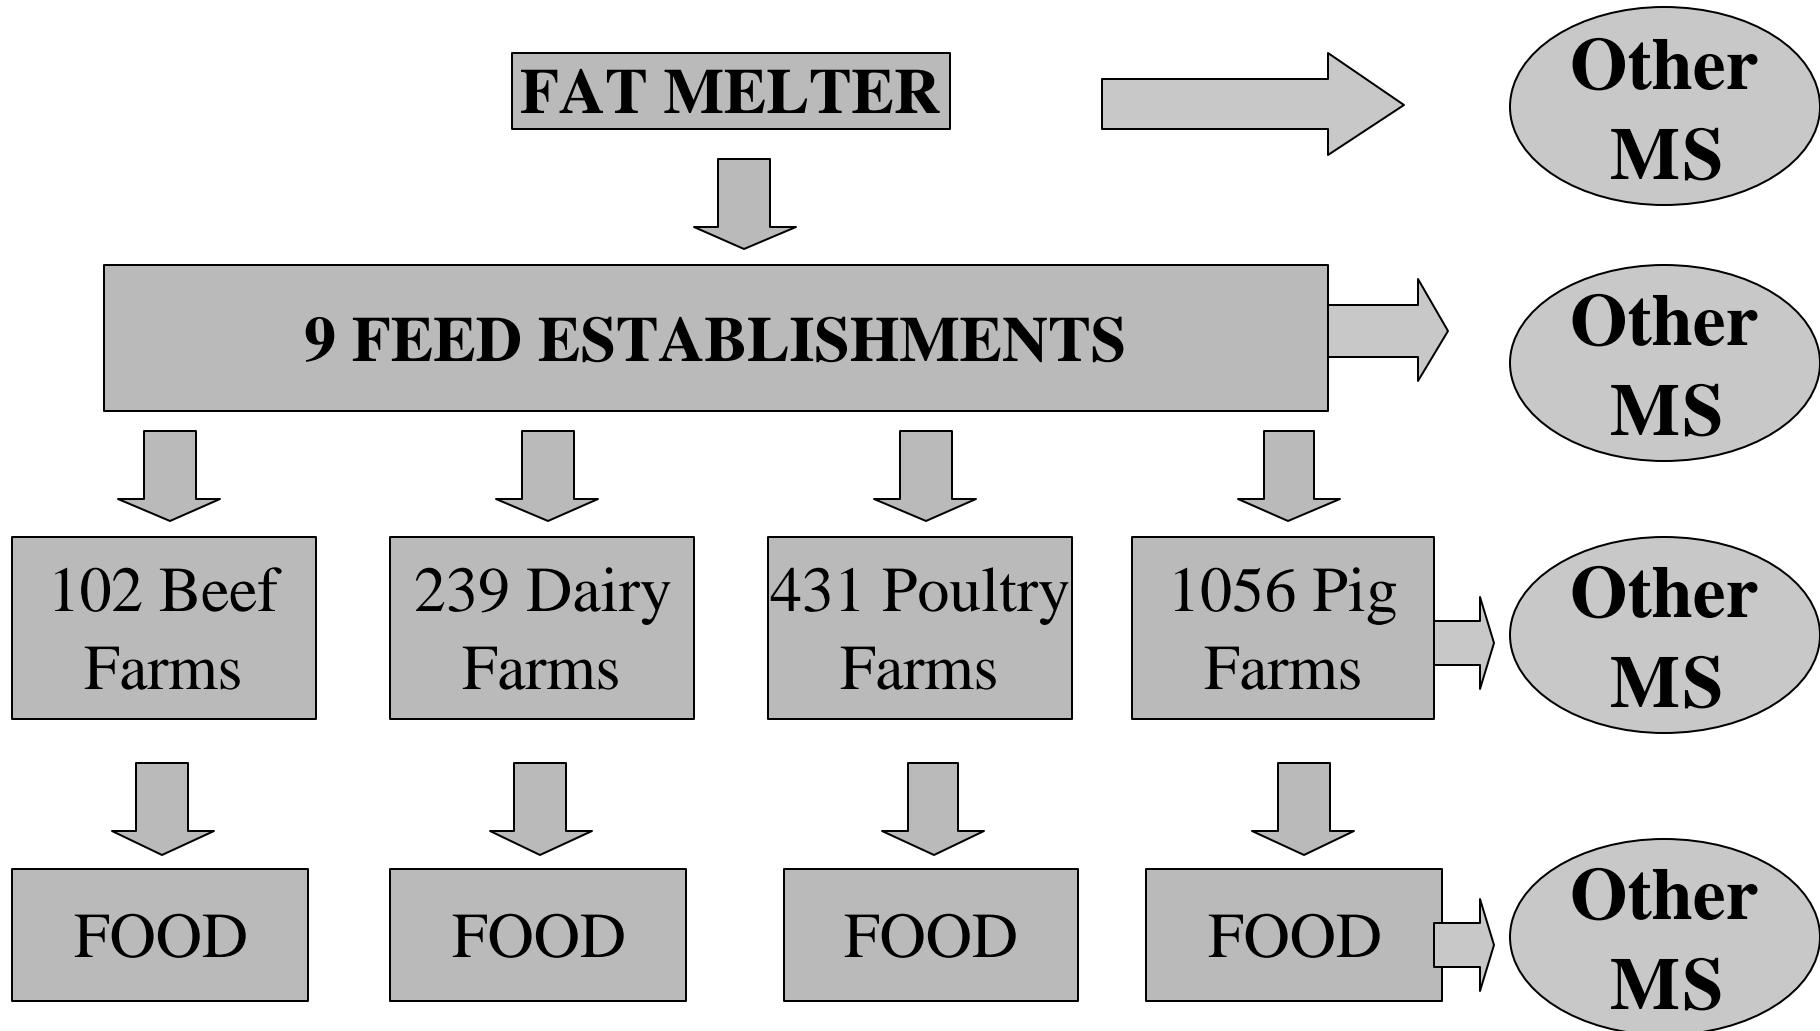 FAT MELTER
Other
MS
9 FEED ESTABLISHMENTS
Other
MS
102 Beef
Farms
239 Dairy
Farms
431 Poultry
Farms
1056 Pig
Farms
Other
MS
FOOD
FOOD
FOOD
FOOD
Other
MS